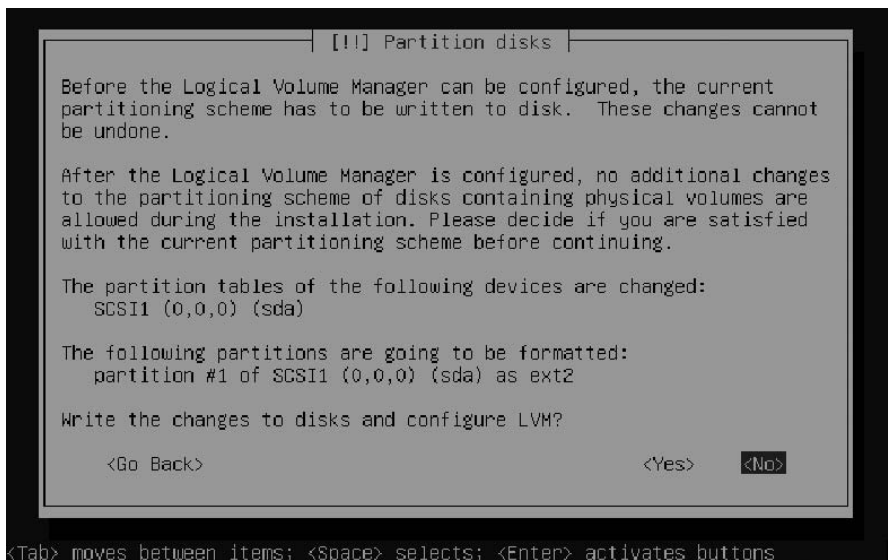 [!!] Partition disks
Before the Logical Volume Manager can be configured, the current
partitioning scheme has to be written to disk.  These changes cannot
be undone.
After the Logical Volume Manager is configured, no additional changes
to the partitioning scheme of disks containing physical volumes are
allowed during the installation. Please decide if you are satisfied
with the current partitioning scheme before continuing.
The partition tables of the following devices are changed:
SCSI1 (0,0,0) (sda)
The following partitions are going to be formatted:
partition #1 of SCSI1 (0,0,0) (sda) as ext2
Write the changes to disks and configure LVM?
<Go Back> <Yes> <No>
<Tab> moves between items; <Space> selects; <Enter> activates buttons